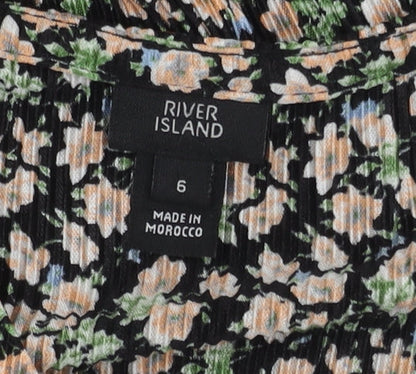 RIVER
ISLAND
6
MADE IN
MOROCCO